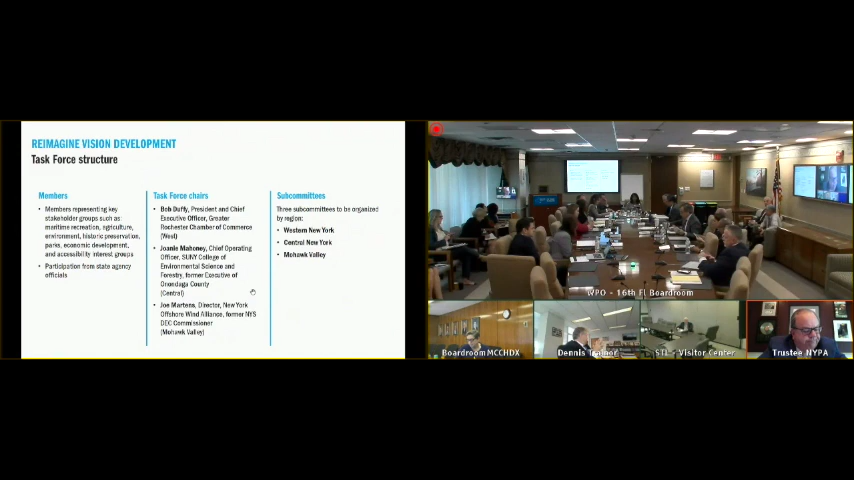 REIMAGINE VISION DEVELOPMENT
Task Force structure
Members
• Members representing key
stakeholder groups such as
maritime recreation, agriculture,
environment, historic preservation,
parks, economic development,
and accessibility interest groups
• Participation from state agency
officials
Task Force chairs
• Bob Duffy, President and Chief
Executive Officer, Greater
Rochester Chamber of Commerce
(West)
• Joanie Mahoney, Chief Operating
Officer, SUNY College of
Environmental Science and
Forestry, former Executive of
Onondaga County
(Central)
• Joe Martens, Director, New York
Offshore Wind Alliance, former NYS
DEC Commissioner
(Mohawk Valley)
Subcommittees
Three subcommittees to be organized
by region:
• Western New York
• Central New York
• Mohawk Valley
WPO - 16th Fl Boardroom
Boardroom MCCHDX
Dennis Trainor
STL - Visitor Center
Trustee NYPA